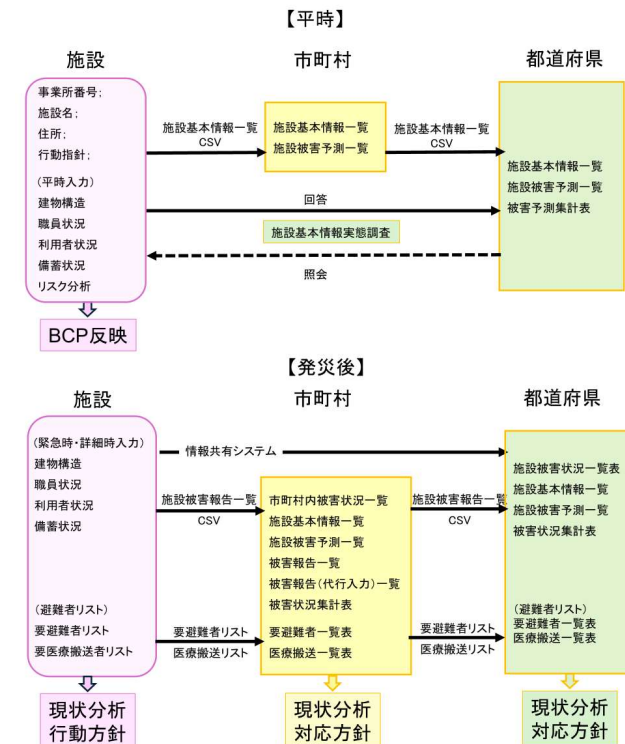 【平時】
施設
市町村
都道府県
事業所番号;
施設名;
住所;
行動指針;
(平時入力)
建物構造
職員状況
利用者状況
備蓄状況
リスク分析
施設基本情報一覧
CSV
施設基本情報一覧
施設被害予測一覧
施設基本情報一覧
CSV
施設基本情報一覧
施設被害予測一覧
被害予測集計表
回答
施設基本情報実態調査
照会
BCP反映
【発災後】
施設
市町村
都道府県
(緊急時・詳細時入力)
建物構造
職員状況
利用者状況
備蓄状況
(避難者リスト)
要避難者リスト
要医療搬送者リスト
情報共有システム
施設被害報告一覧
CSV
市町村内被害状況一覧
施設基本情報一覧
施設被害予測一覧
被害報告一覧
被害報告(代行入力)一覧
被害状況集計表
要避難者一覧表
医療搬送一覧表
施設被害報告一覧
CSV
施設被害状況一覧表
施設基本情報一覧
施設被害予測一覧
被害状況集計表
(避難者リスト)
要避難者一覧表
医療搬送一覧表
要避難者リスト
医療搬送リスト
要避難者リスト
医療搬送リスト
現状分析
行動方針
現状分析
対応方針
現状分析
対応方針